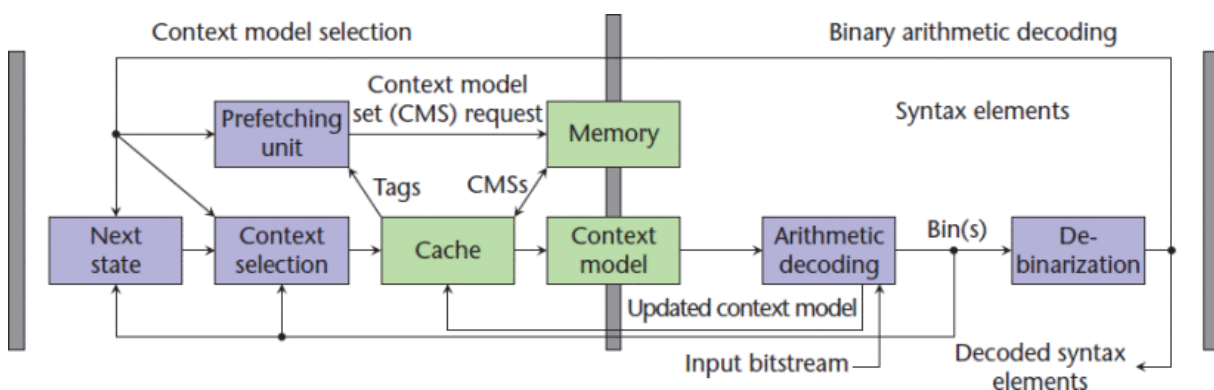 Context model selection
Binary arithmetic decoding
Context model
set (CMS) request
Prefetching
unit
Memory
Syntax elements
Tags
CMSs
Next
state
Context
selection
Cache
Context
model
Arithmetic
decoding
Bin(s)
De-
binarization
Updated context model
Input bitstream
Decoded syntax
elements